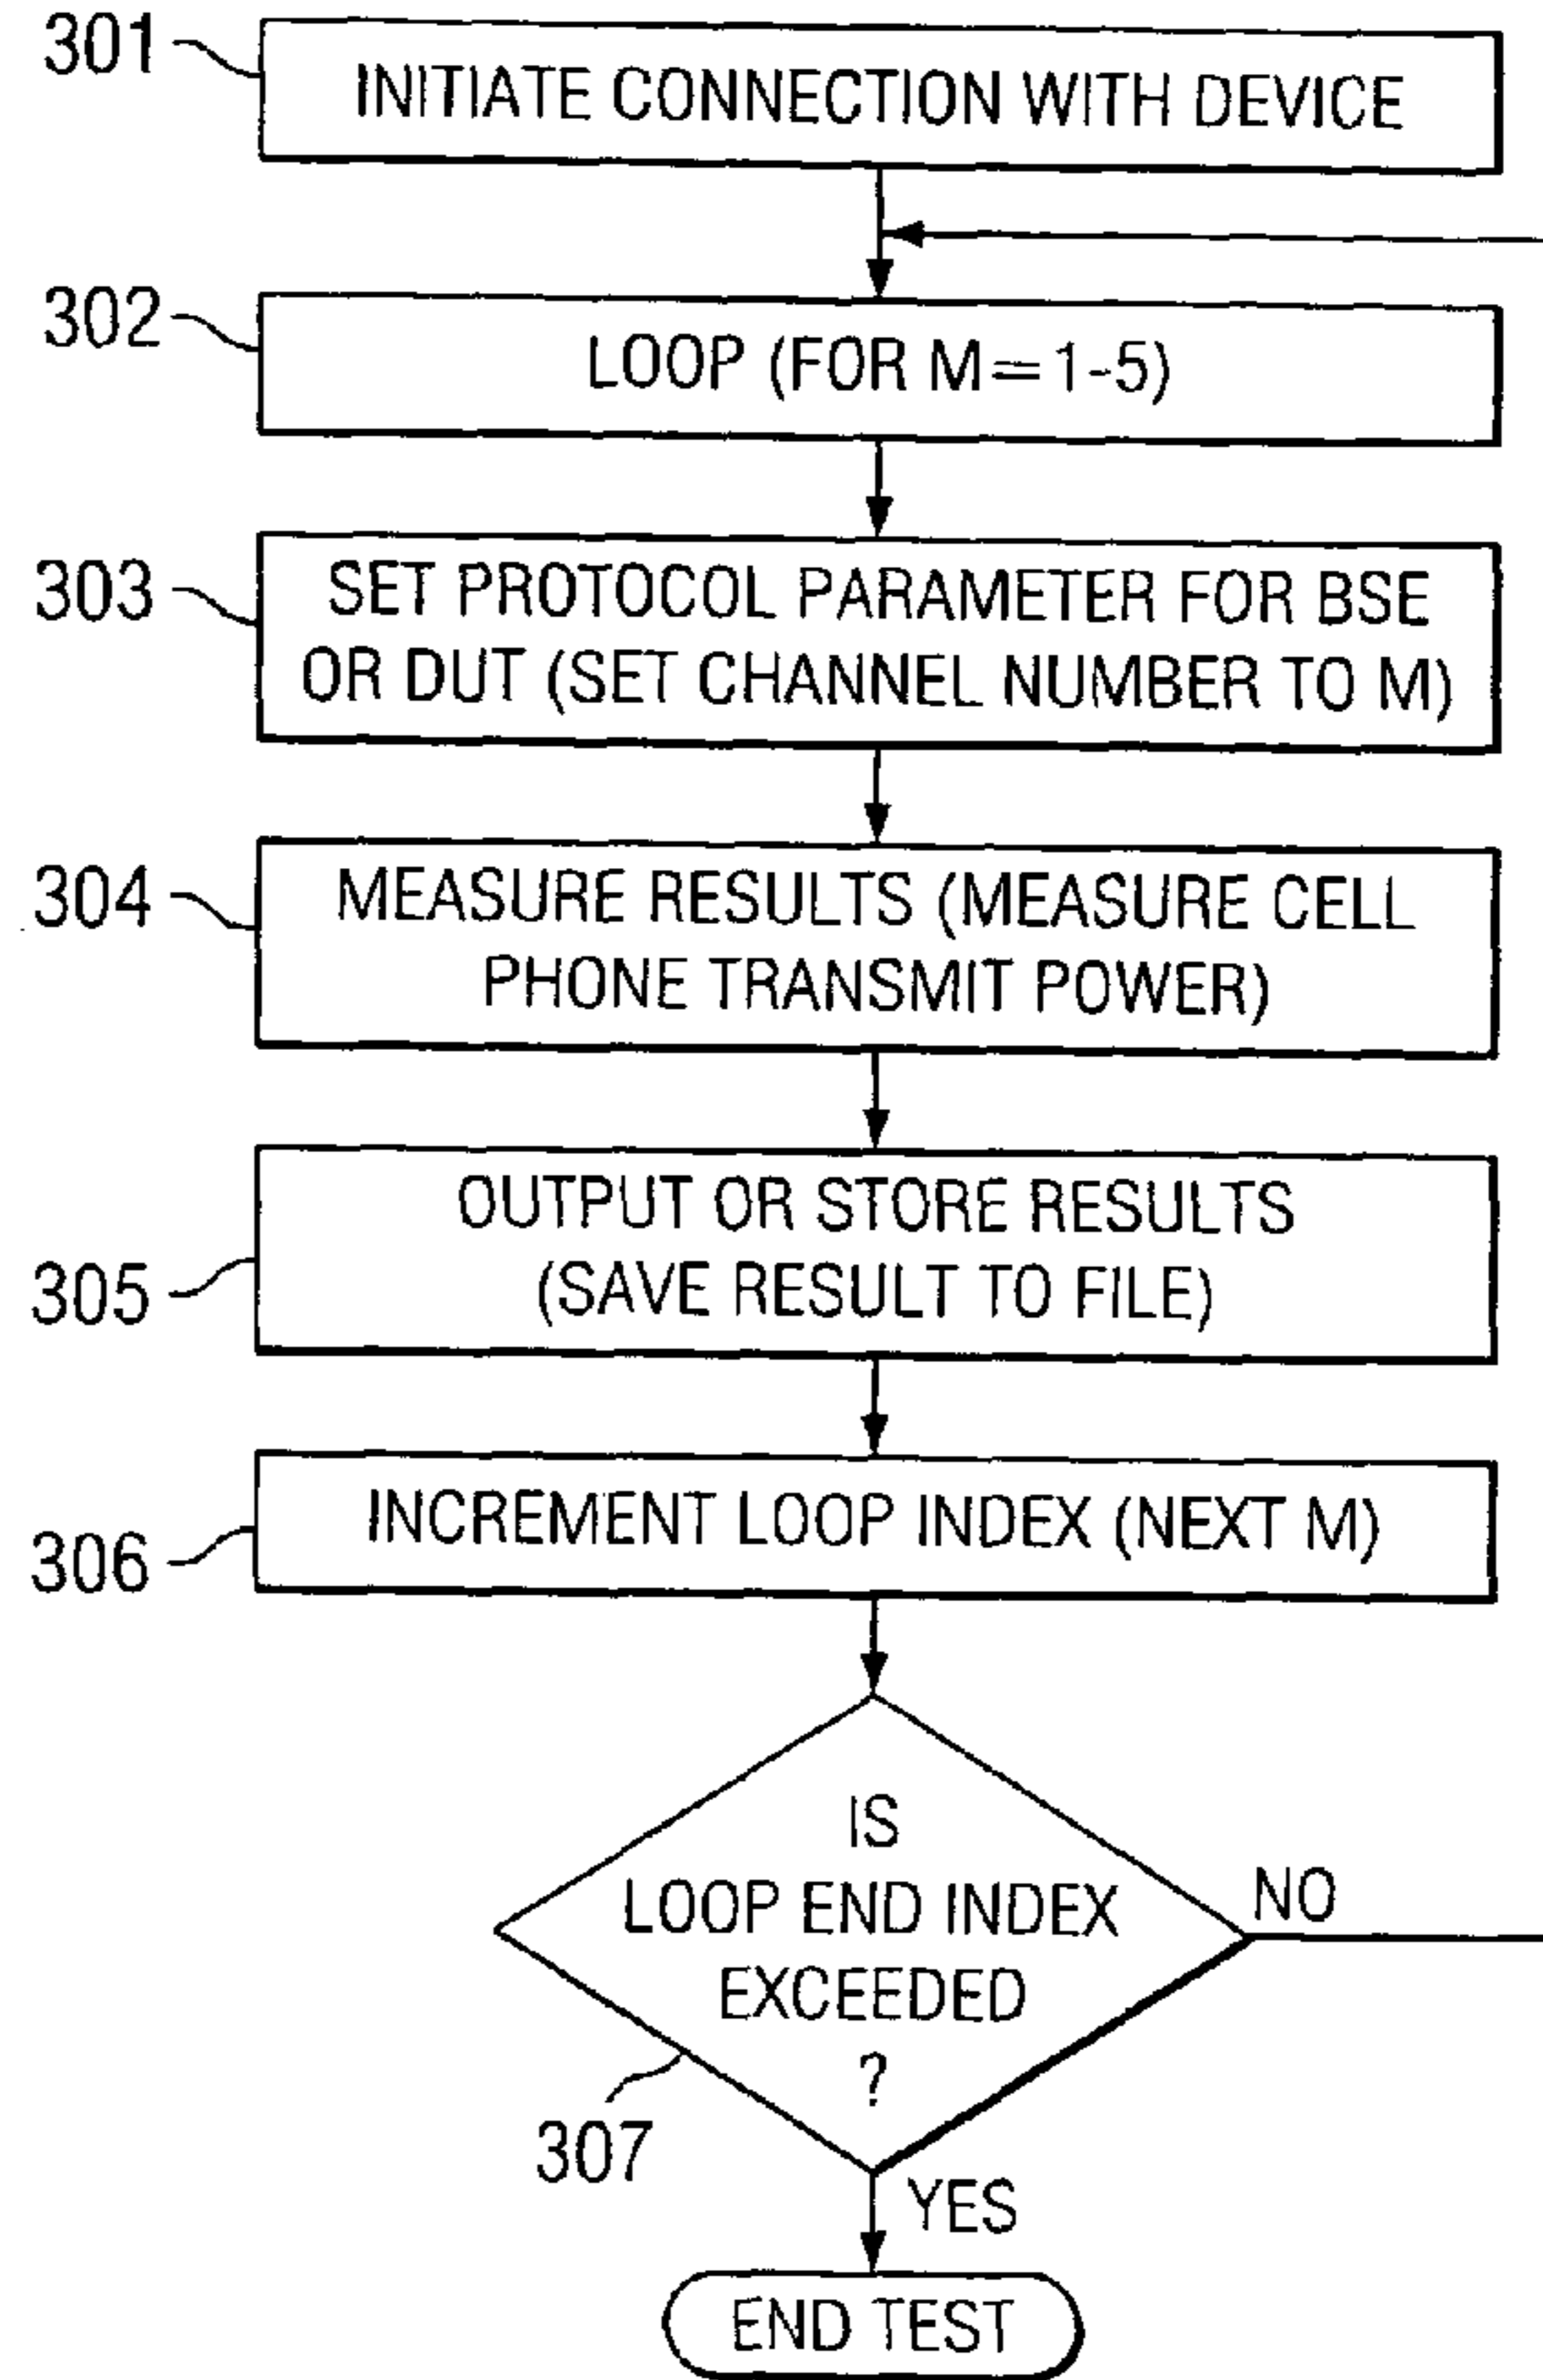 301
INITIATE CONNECTION WITH DEVICE
302
LOOP (FOR M=1-5)
303
SET PROTOCOL PARAMETER FOR BSE
OR DUT (SET CHANNEL NUMBER TO M)
304
MEASURE RESULTS (MEASURE CELL
PHONE TRANSMIT POWER)
305
OUTPUT OR STORE RESULTS
(SAVE RESULT TO FILE)
306
INCREMENT LOOP INDEX (NEXT M)
IS
LOOP END INDEX
EXCEEDED
?
NO
307
YES
END TEST